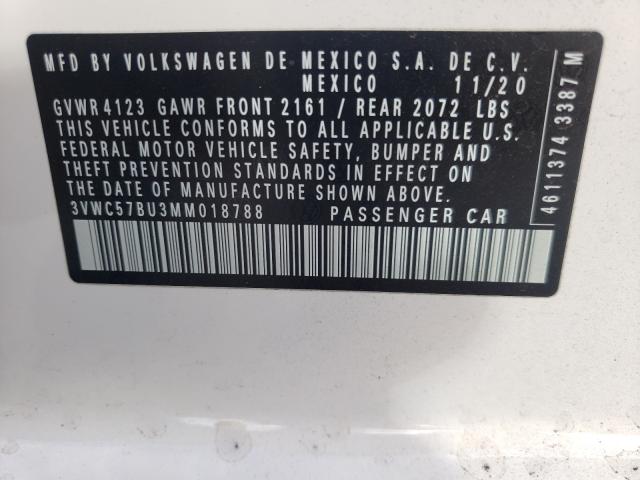 MFD BY VOLKSWAGEN DE MEXICO S.A. DE C.V.
MEXICO 11/20
GVWR 4123 GAWR FRONT 2161 / REAR 2072 LBS
THIS VEHICLE CONFORMS TO ALL APPLICABLE U.S.
FEDERAL MOTOR VEHICLE SAFETY, BUMPER AND
THEFT PREVENTION STANDARDS IN EFFECT ON
THE DATE OF MANUFACTURE SHOWN ABOVE.
3VWC57BU3MM018788 PASSENGER CAR
4611374 3387 M